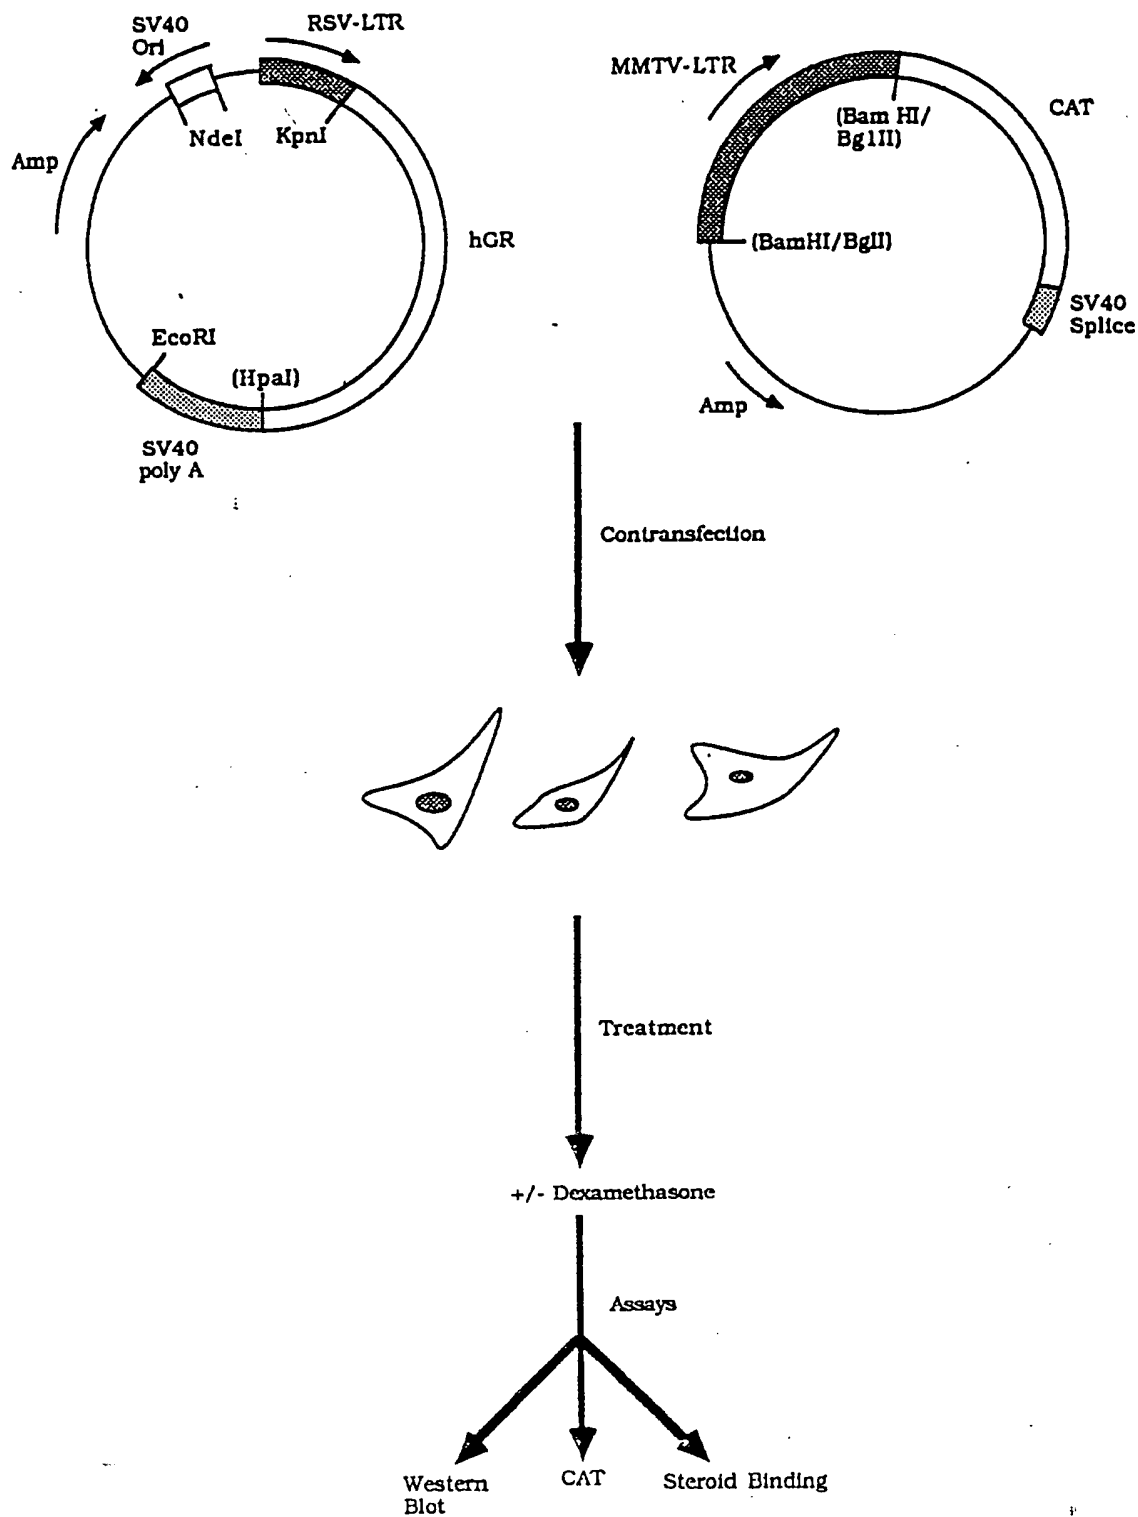 SV40
Ori
RSV-LTR
NdeI
KpnI
Amp
hGR
EcoRI
(HpaI)
SV40
poly A
MMTV-LTR
(Bam HI/
Bg1II)
CAT
(BamHI/BglI)
SV40
Splice
Amp
Contransfection
Treatment
+/- Dexamethasone
Assays
Western
Blot
CAT
Steroid Binding